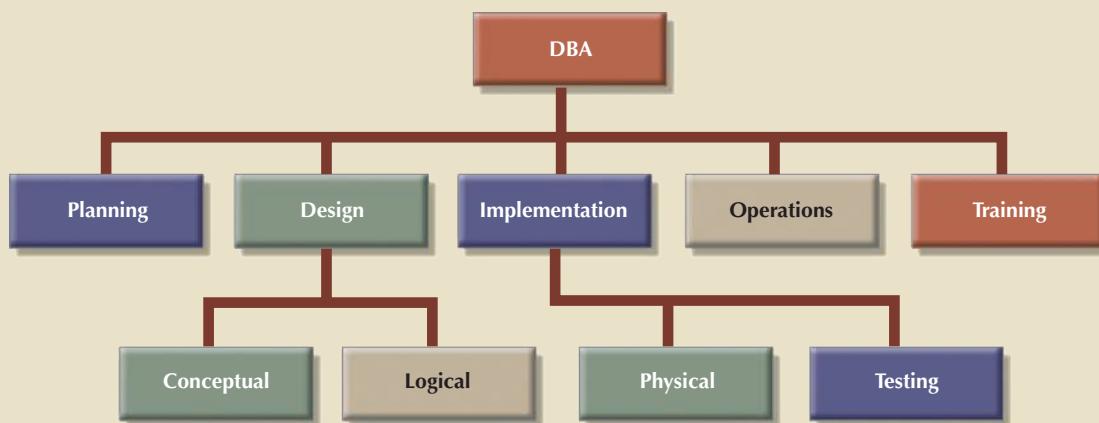 DBA
Planning
Design
Implementation
Operations
Training
Conceptual
Logical
Physical
Testing